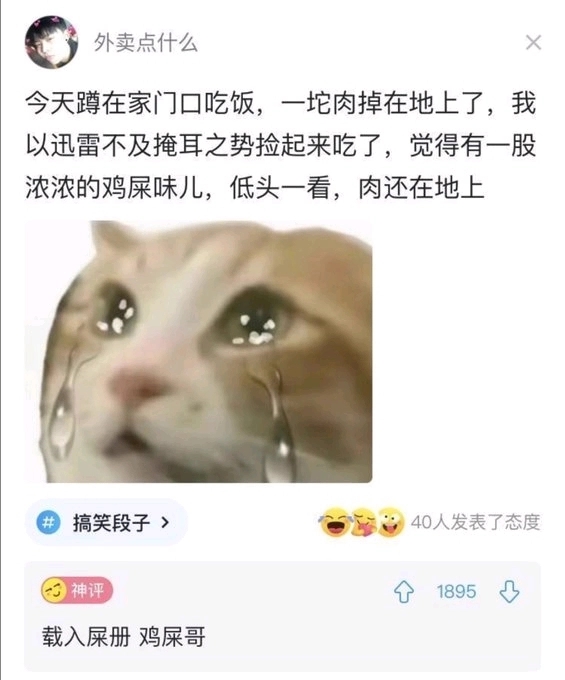 外卖点什么
今天蹲在家门口吃饭，一坨肉掉在地上了，我
以迅雷不及掩耳之势捡起来吃了，觉得有一股
浓浓的鸡屎味儿，低头一看，肉还在地上
# 搞笑段子 >
40人发表了态度
神评
1895
载入屎册 鸡屎哥